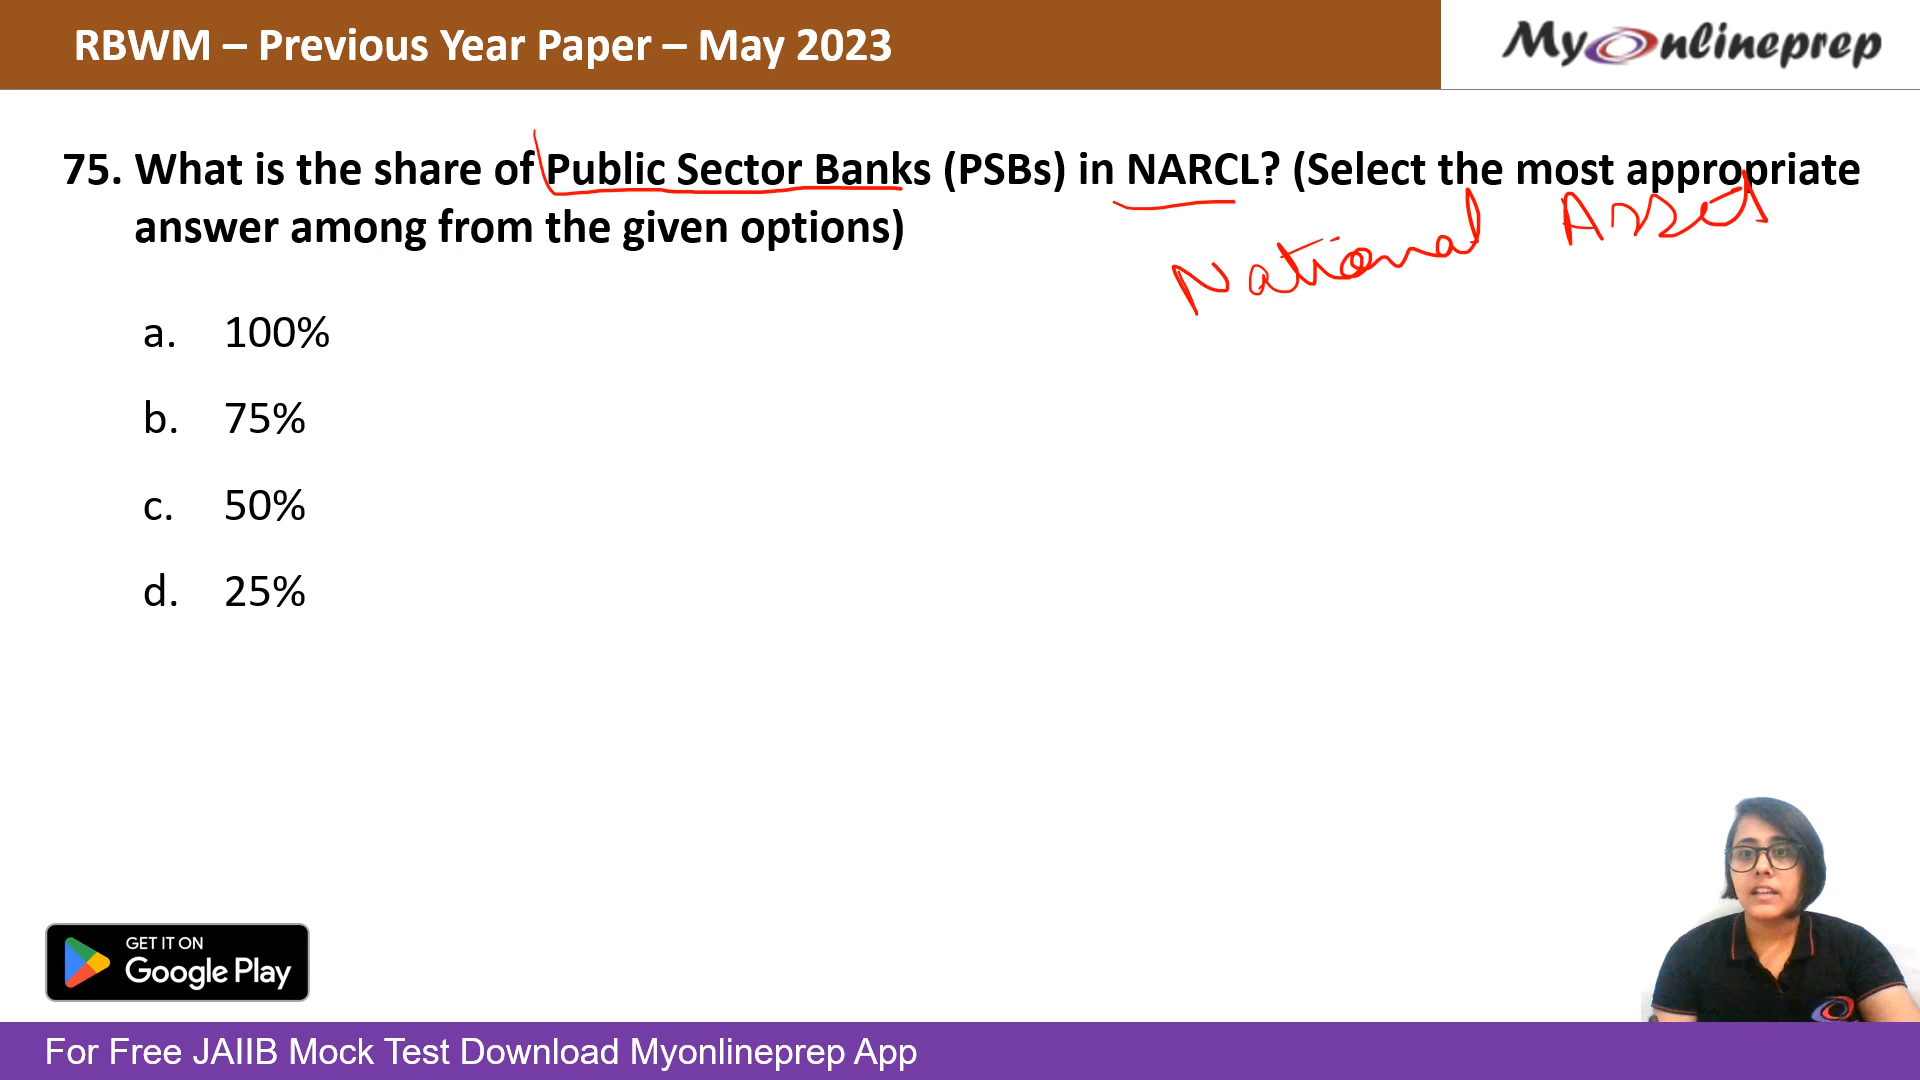 RBWM – Previous Year Paper – May 2023
Myonlineprep
75. What is the share of Public Sector Banks (PSBs) in NARCL? (Select the most appropriate
answer among from the given options)
National Asset
a. 100%
b. 75%
c. 50%
d. 25%
GET IT ON
Google Play
For Free JAIIB Mock Test Download Myonlineprep App